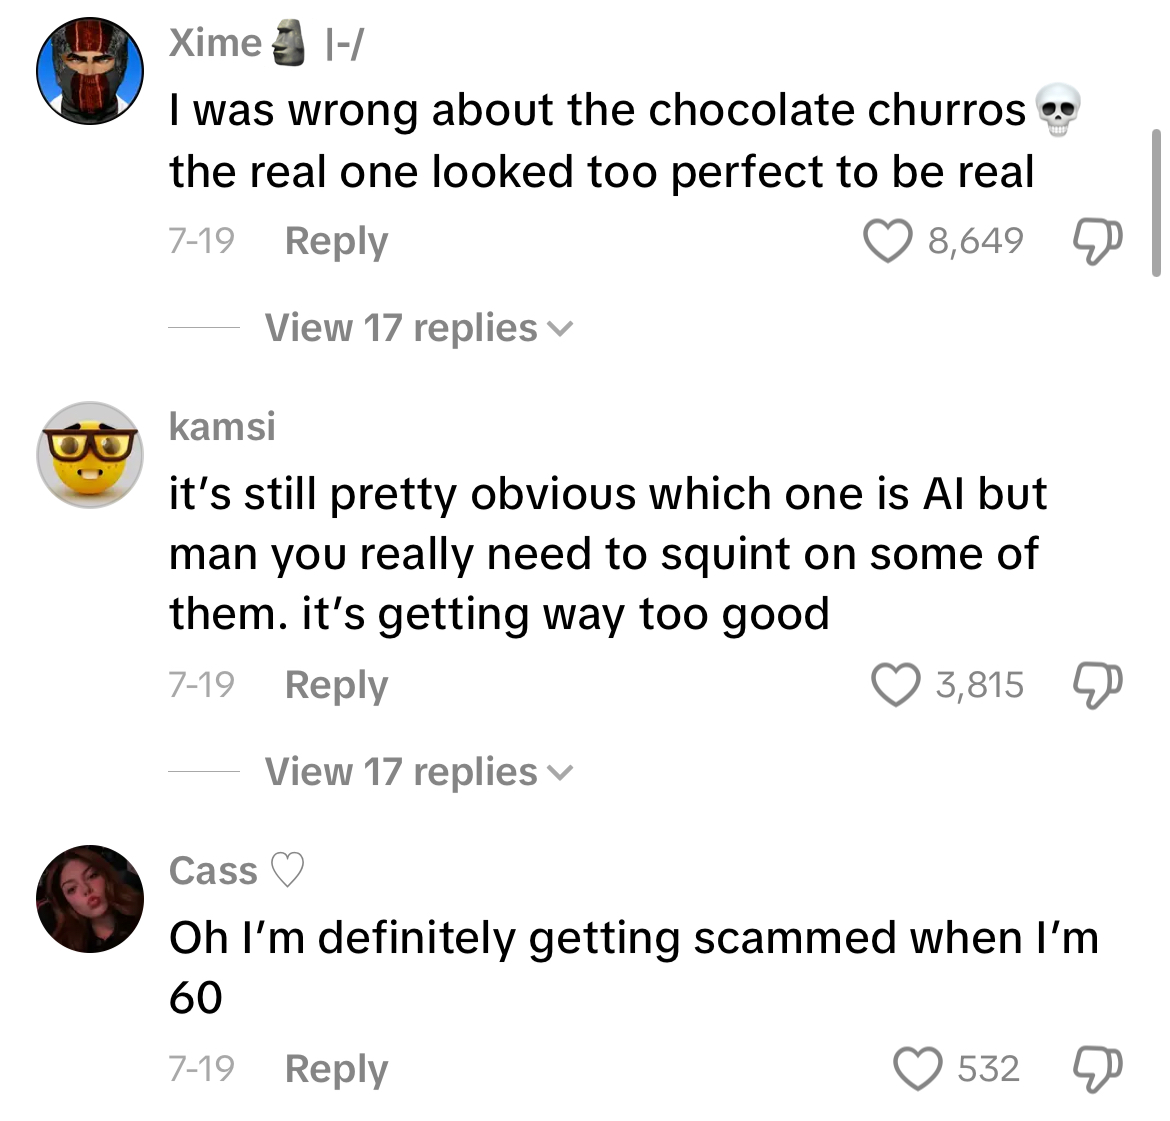 Xime🗿 |-/
I was wrong about the chocolate churros💀
the real one looked too perfect to be real
7-19 Reply 8,649
View 17 replies
kamsi
it's still pretty obvious which one is AI but
man you really need to squint on some of
them. it's getting way too good
7-19 Reply 3,815
View 17 replies
Cass ♡
Oh I'm definitely getting scammed when I'm
60
7-19 Reply 532